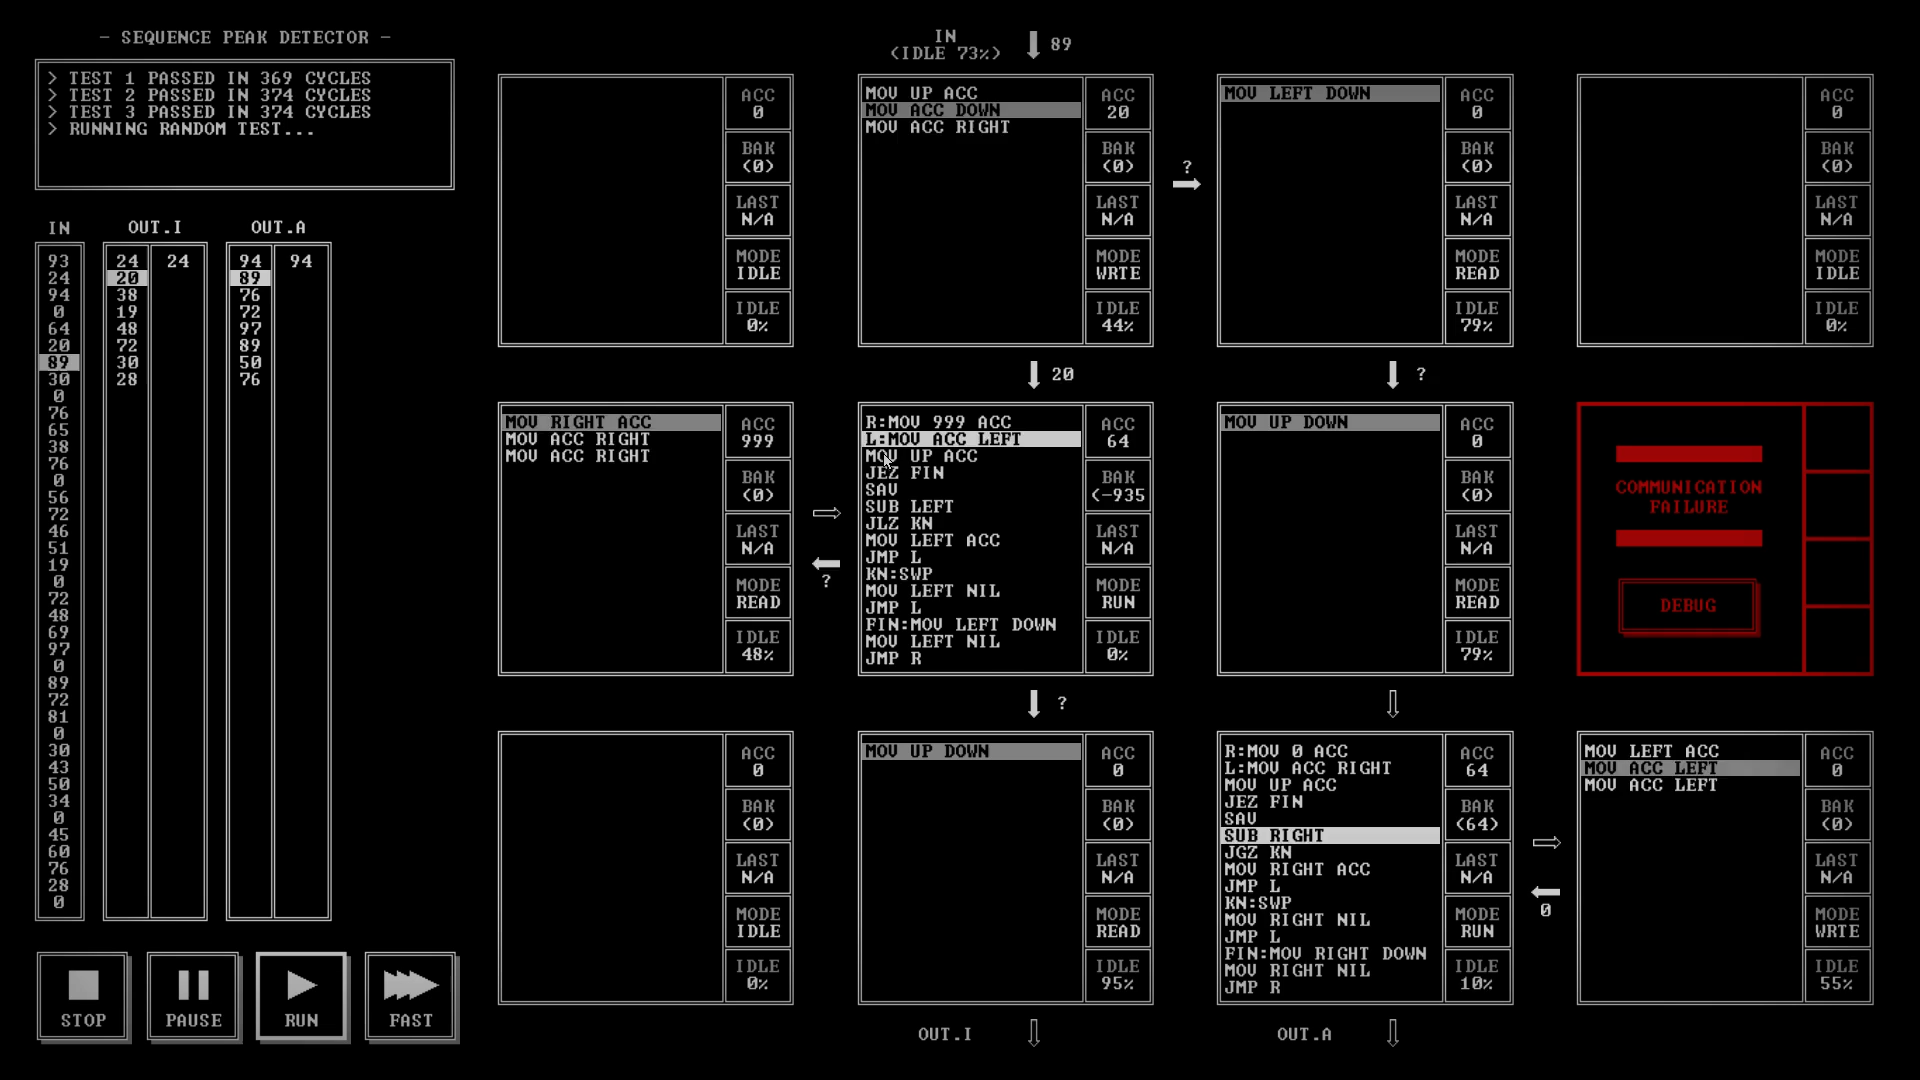 - SEQUENCE PEAK DETECTOR -
> TEST 1 PASSED IN 369 CYCLES
> TEST 2 PASSED IN 374 CYCLES
> TEST 3 PASSED IN 374 CYCLES
> RUNNING RANDOM TEST...
IN OUT.I OUT.A
93 24 24 94 94
24 20 89
94 38 76
0 19 72
64 48 97
20 72 89
89 30 50
30 28 76
0
76
65
38
76
0
56
72
46
51
19
0
72
48
69
97
0
89
72
81
0
30
43
50
34
0
45
60
76
28
0
STOP
PAUSE
RUN
FAST
IN
(IDLE 73%)
89
ACC
0
BAK
(0)
LAST
N/A
MODE
IDLE
IDLE
0%
MOV UP ACC
MOV ACC DOWN
MOV ACC RIGHT
ACC
20
BAK
(0)
LAST
N/A
MODE
WRTE
IDLE
44%
?
MOV LEFT DOWN
ACC
0
BAK
(0)
LAST
N/A
MODE
READ
IDLE
79%
ACC
0
BAK
(0)
LAST
N/A
MODE
IDLE
IDLE
0%
20
?
MOV RIGHT ACC
MOV ACC RIGHT
MOV ACC RIGHT
ACC
999
BAK
(0)
LAST
N/A
MODE
READ
IDLE
48%
?
R:MOV 999 ACC
L:MOV ACC LEFT
MOV UP ACC
JEZ FIN
SAV
SUB LEFT
JLZ KN
MOV LEFT ACC
JMP L
KN:SWP
MOV LEFT NIL
JMP L
FIN:MOV LEFT DOWN
MOV LEFT NIL
JMP R
ACC
64
BAK
(-935
LAST
N/A
MODE
RUN
IDLE
0%
MOV UP DOWN
ACC
0
BAK
(0)
LAST
N/A
MODE
READ
IDLE
79%
COMMUNICATION
FAILURE
DEBUG
?
ACC
0
BAK
(0)
LAST
N/A
MODE
IDLE
IDLE
0%
MOV UP DOWN
ACC
0
BAK
(0)
LAST
N/A
MODE
READ
IDLE
95%
R:MOV 0 ACC
L:MOV ACC RIGHT
MOV UP ACC
JEZ FIN
SAV
SUB RIGHT
JGZ KN
MOV RIGHT ACC
JMP L
KN:SWP
MOV RIGHT NIL
JMP L
FIN:MOV RIGHT DOWN
MOV RIGHT NIL
JMP R
ACC
64
BAK
(64)
LAST
N/A
MODE
RUN
IDLE
10%
0
MOV LEFT ACC
MOV ACC LEFT
MOV ACC LEFT
ACC
0
BAK
(0)
LAST
N/A
MODE
WRTE
IDLE
55%
OUT.I
OUT.A